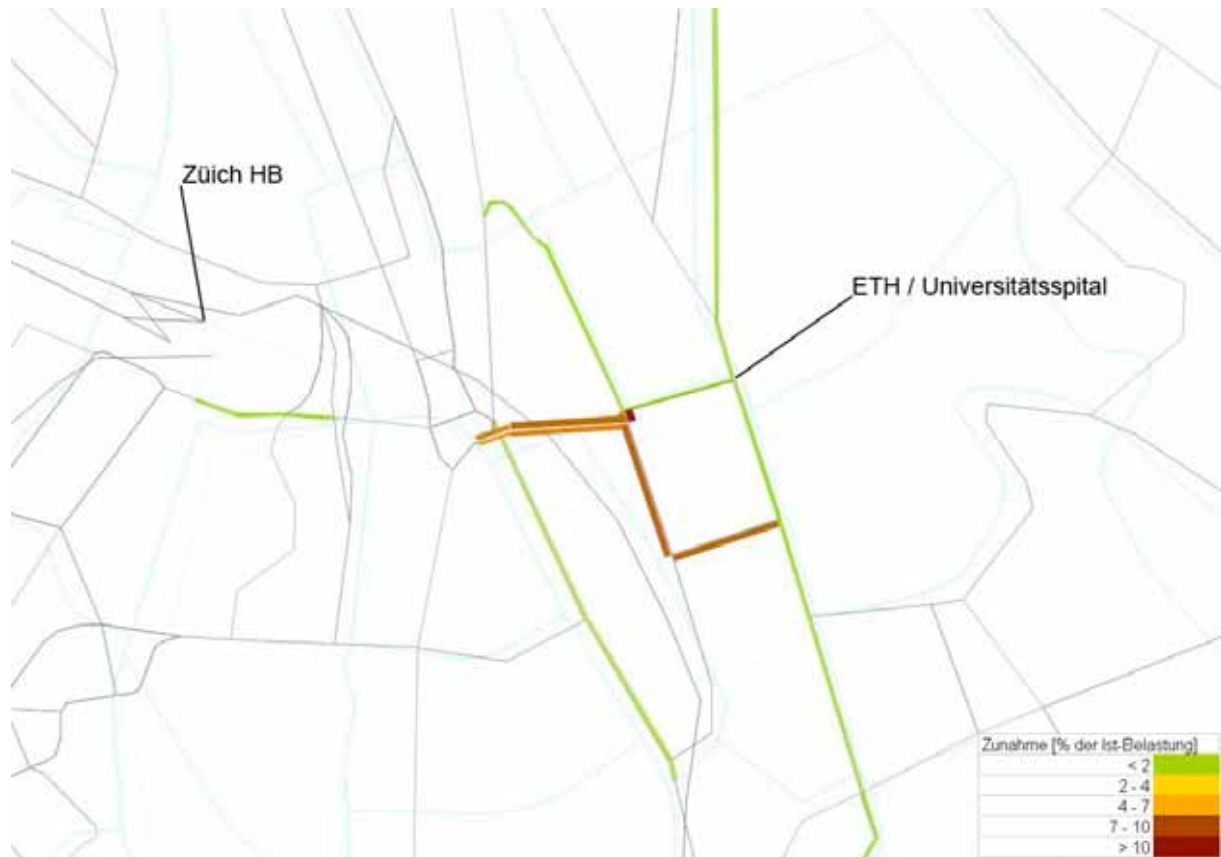 Züich HB
ETH / Universitätsspital
Zunahme [% der Ist-Belastung]
< 2
2 - 4
4 - 7
7 - 10
> 10